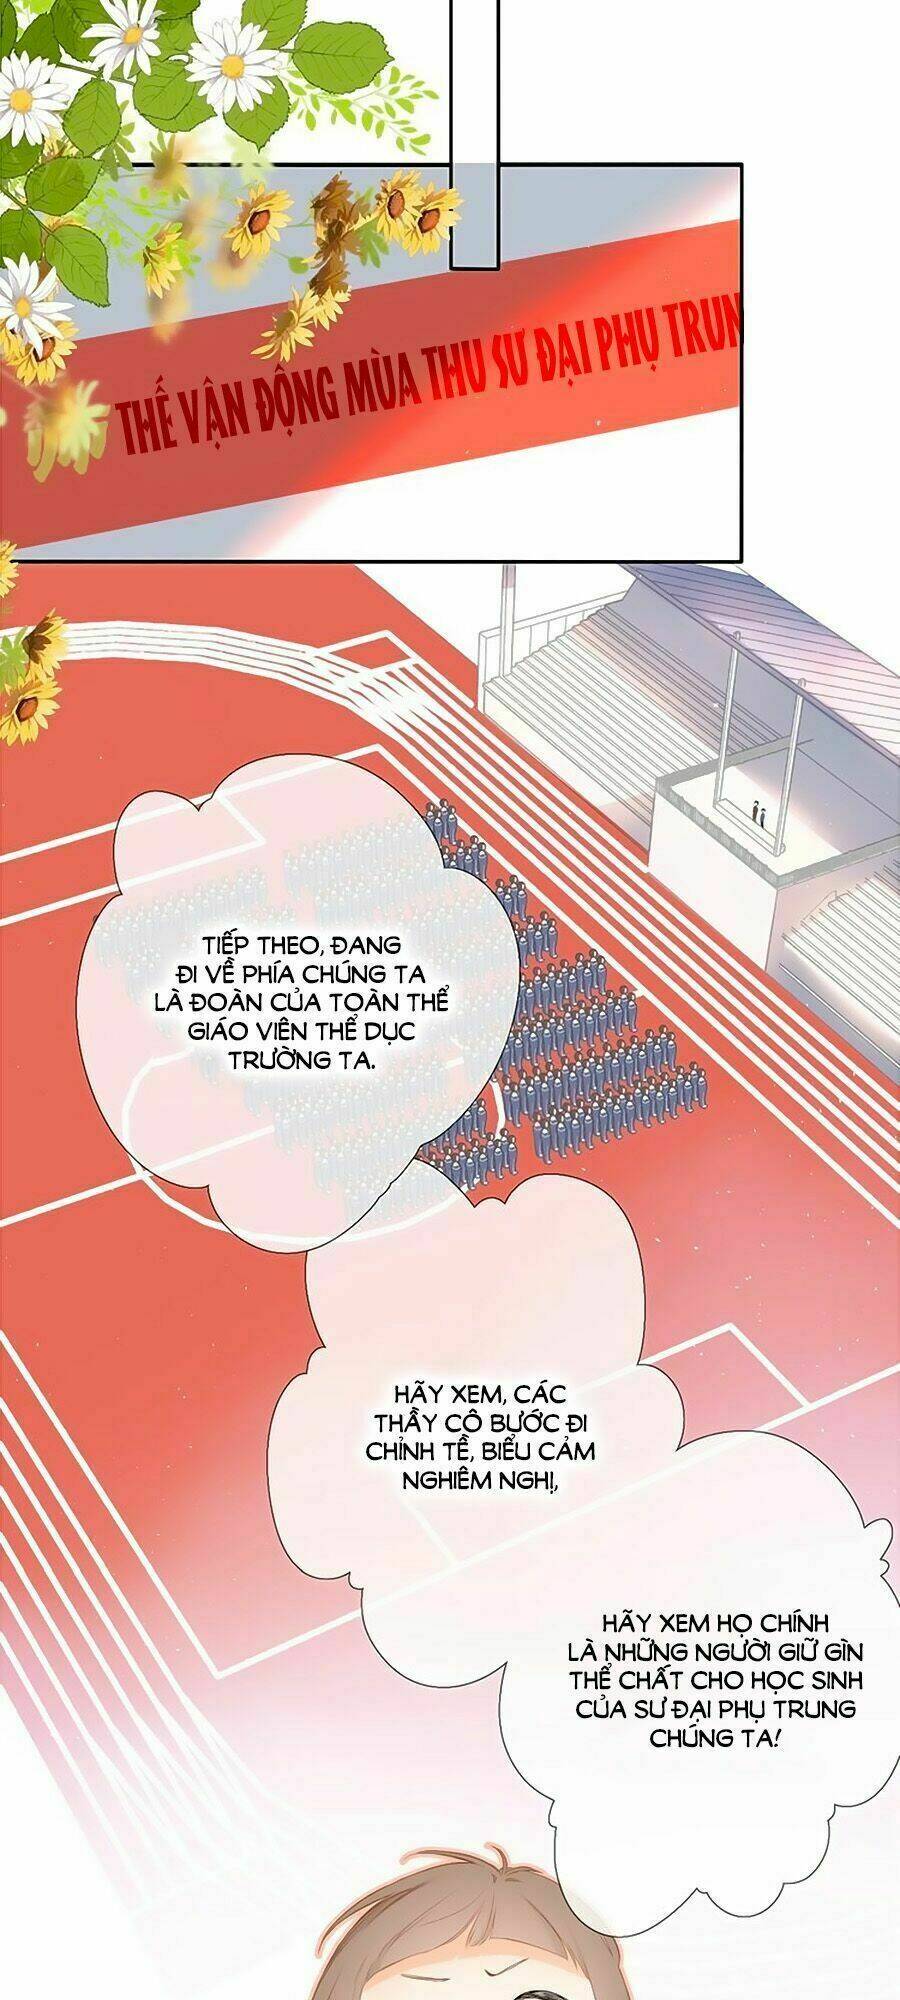 THẾ VẬN ĐỘNG MÙA THU SƯ ĐẠI PHỤ TRUN
TIẾP THEO, ĐANG
ĐI VỀ PHÍA CHÚNG TA
LÀ ĐOÀN CỦA TOÀN THỂ
GIÁO VIÊN THỂ DỤC
TRƯỜNG TA.
HÃY XEM, CÁC
THẦY CÔ BƯỚC ĐI
CHỈNH TỀ, BIỂU CẢM
NGHIÊM NGHỊ,
HÃY XEM HỌ CHÍNH
LÀ NHỮNG NGƯỜI GIỮ GÌN
THỂ CHẤT CHO HỌC SINH
CỦA SƯ ĐẠI PHỤ TRUNG
CHÚNG TA!